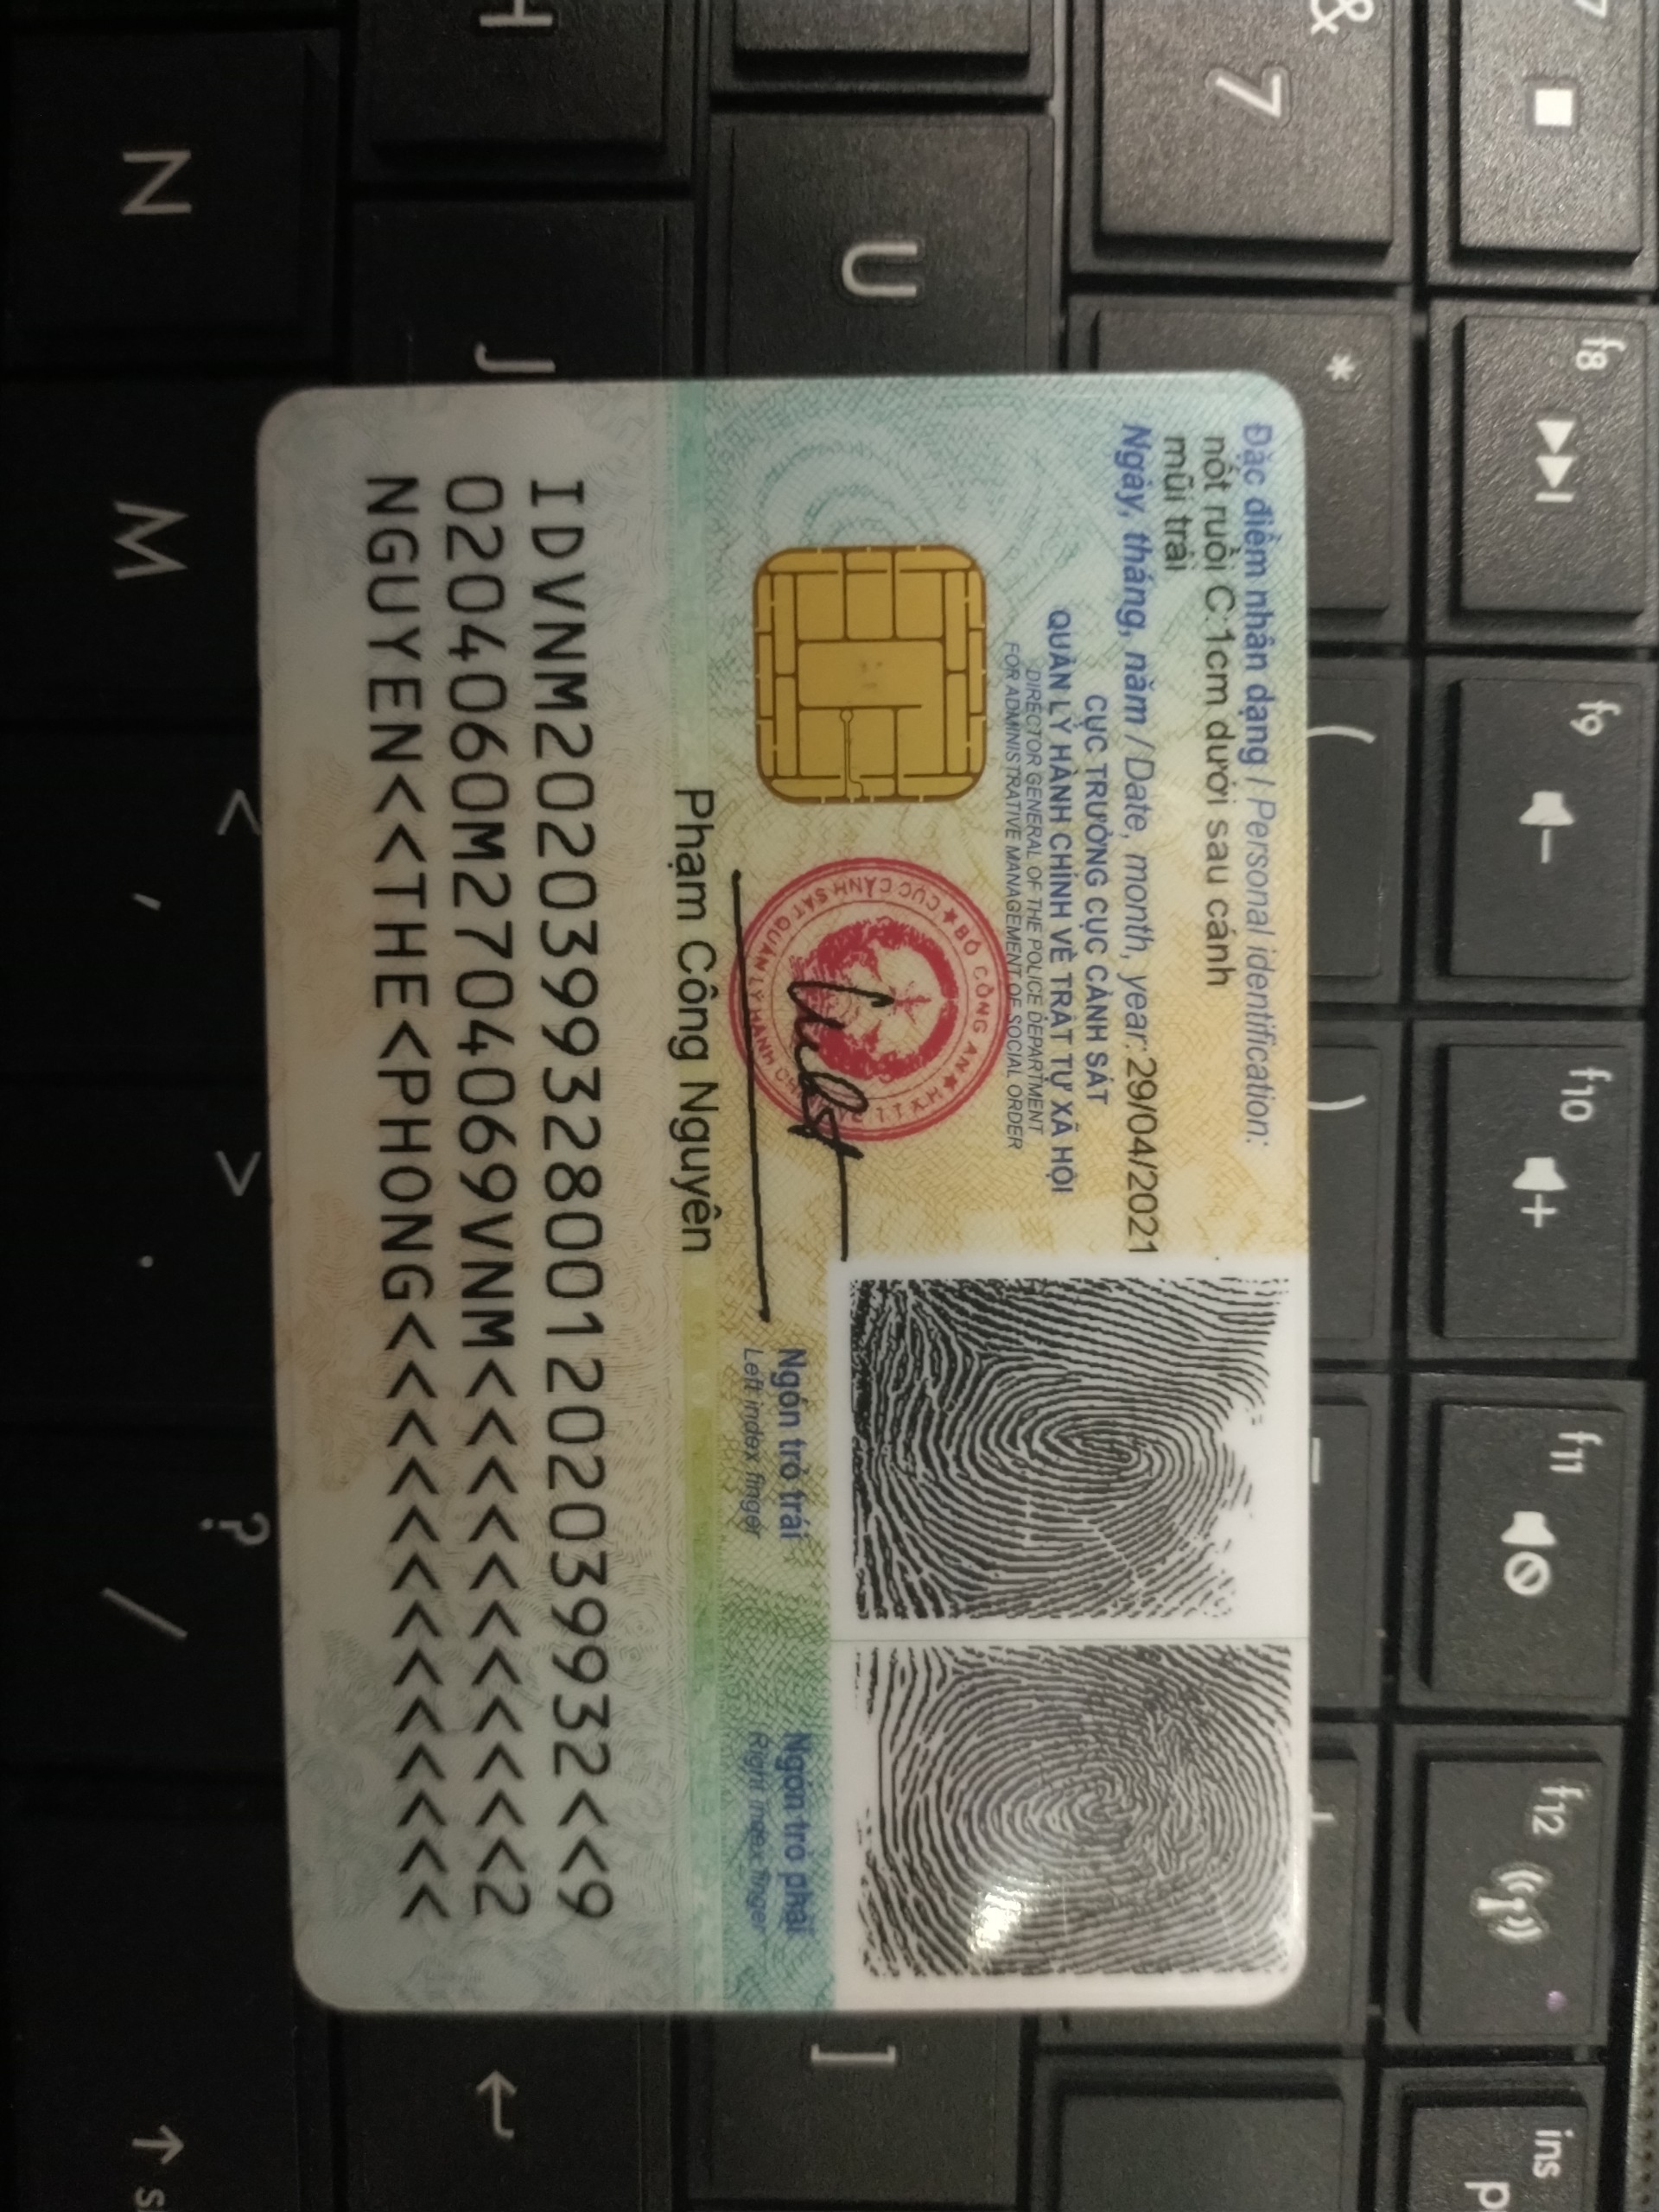 Đặc điểm nhân dạng / Personal identification:
nốt ruồi C:1cm dưới sau cánh
mũi trái
Ngày, tháng, năm / Date, month, year: 29/04/2021
CỤC TRƯỞNG CỤC CẢNH SÁT
QUẢN LÝ HÀNH CHÍNH VỀ TRẬT TỰ XÃ HỘI
DIRECTOR GENERAL OF THE POLICE DEPARTMENT
FOR ADMINISTRATIVE MANAGEMENT OF SOCIAL ORDER
★ BỘ CÔNG AN ★
CỤC CẢNH SÁT QUẢN LÝ HÀNH
Phạm Công Nguyên
Ngón trỏ trái
Left index finger
Ngón trỏ phải
Right index finger
IDVNM2020399328001202039932<<9
0204060M2704069VNM<<<<<<<<<<<2
NGUYEN<<THE<PHONG<<<<<<<<<<<<<
& 7
H
U
N
J
M
*
(
)
<
,
>
.
?
/
]
f8
f9
f10
f11
f12
ins